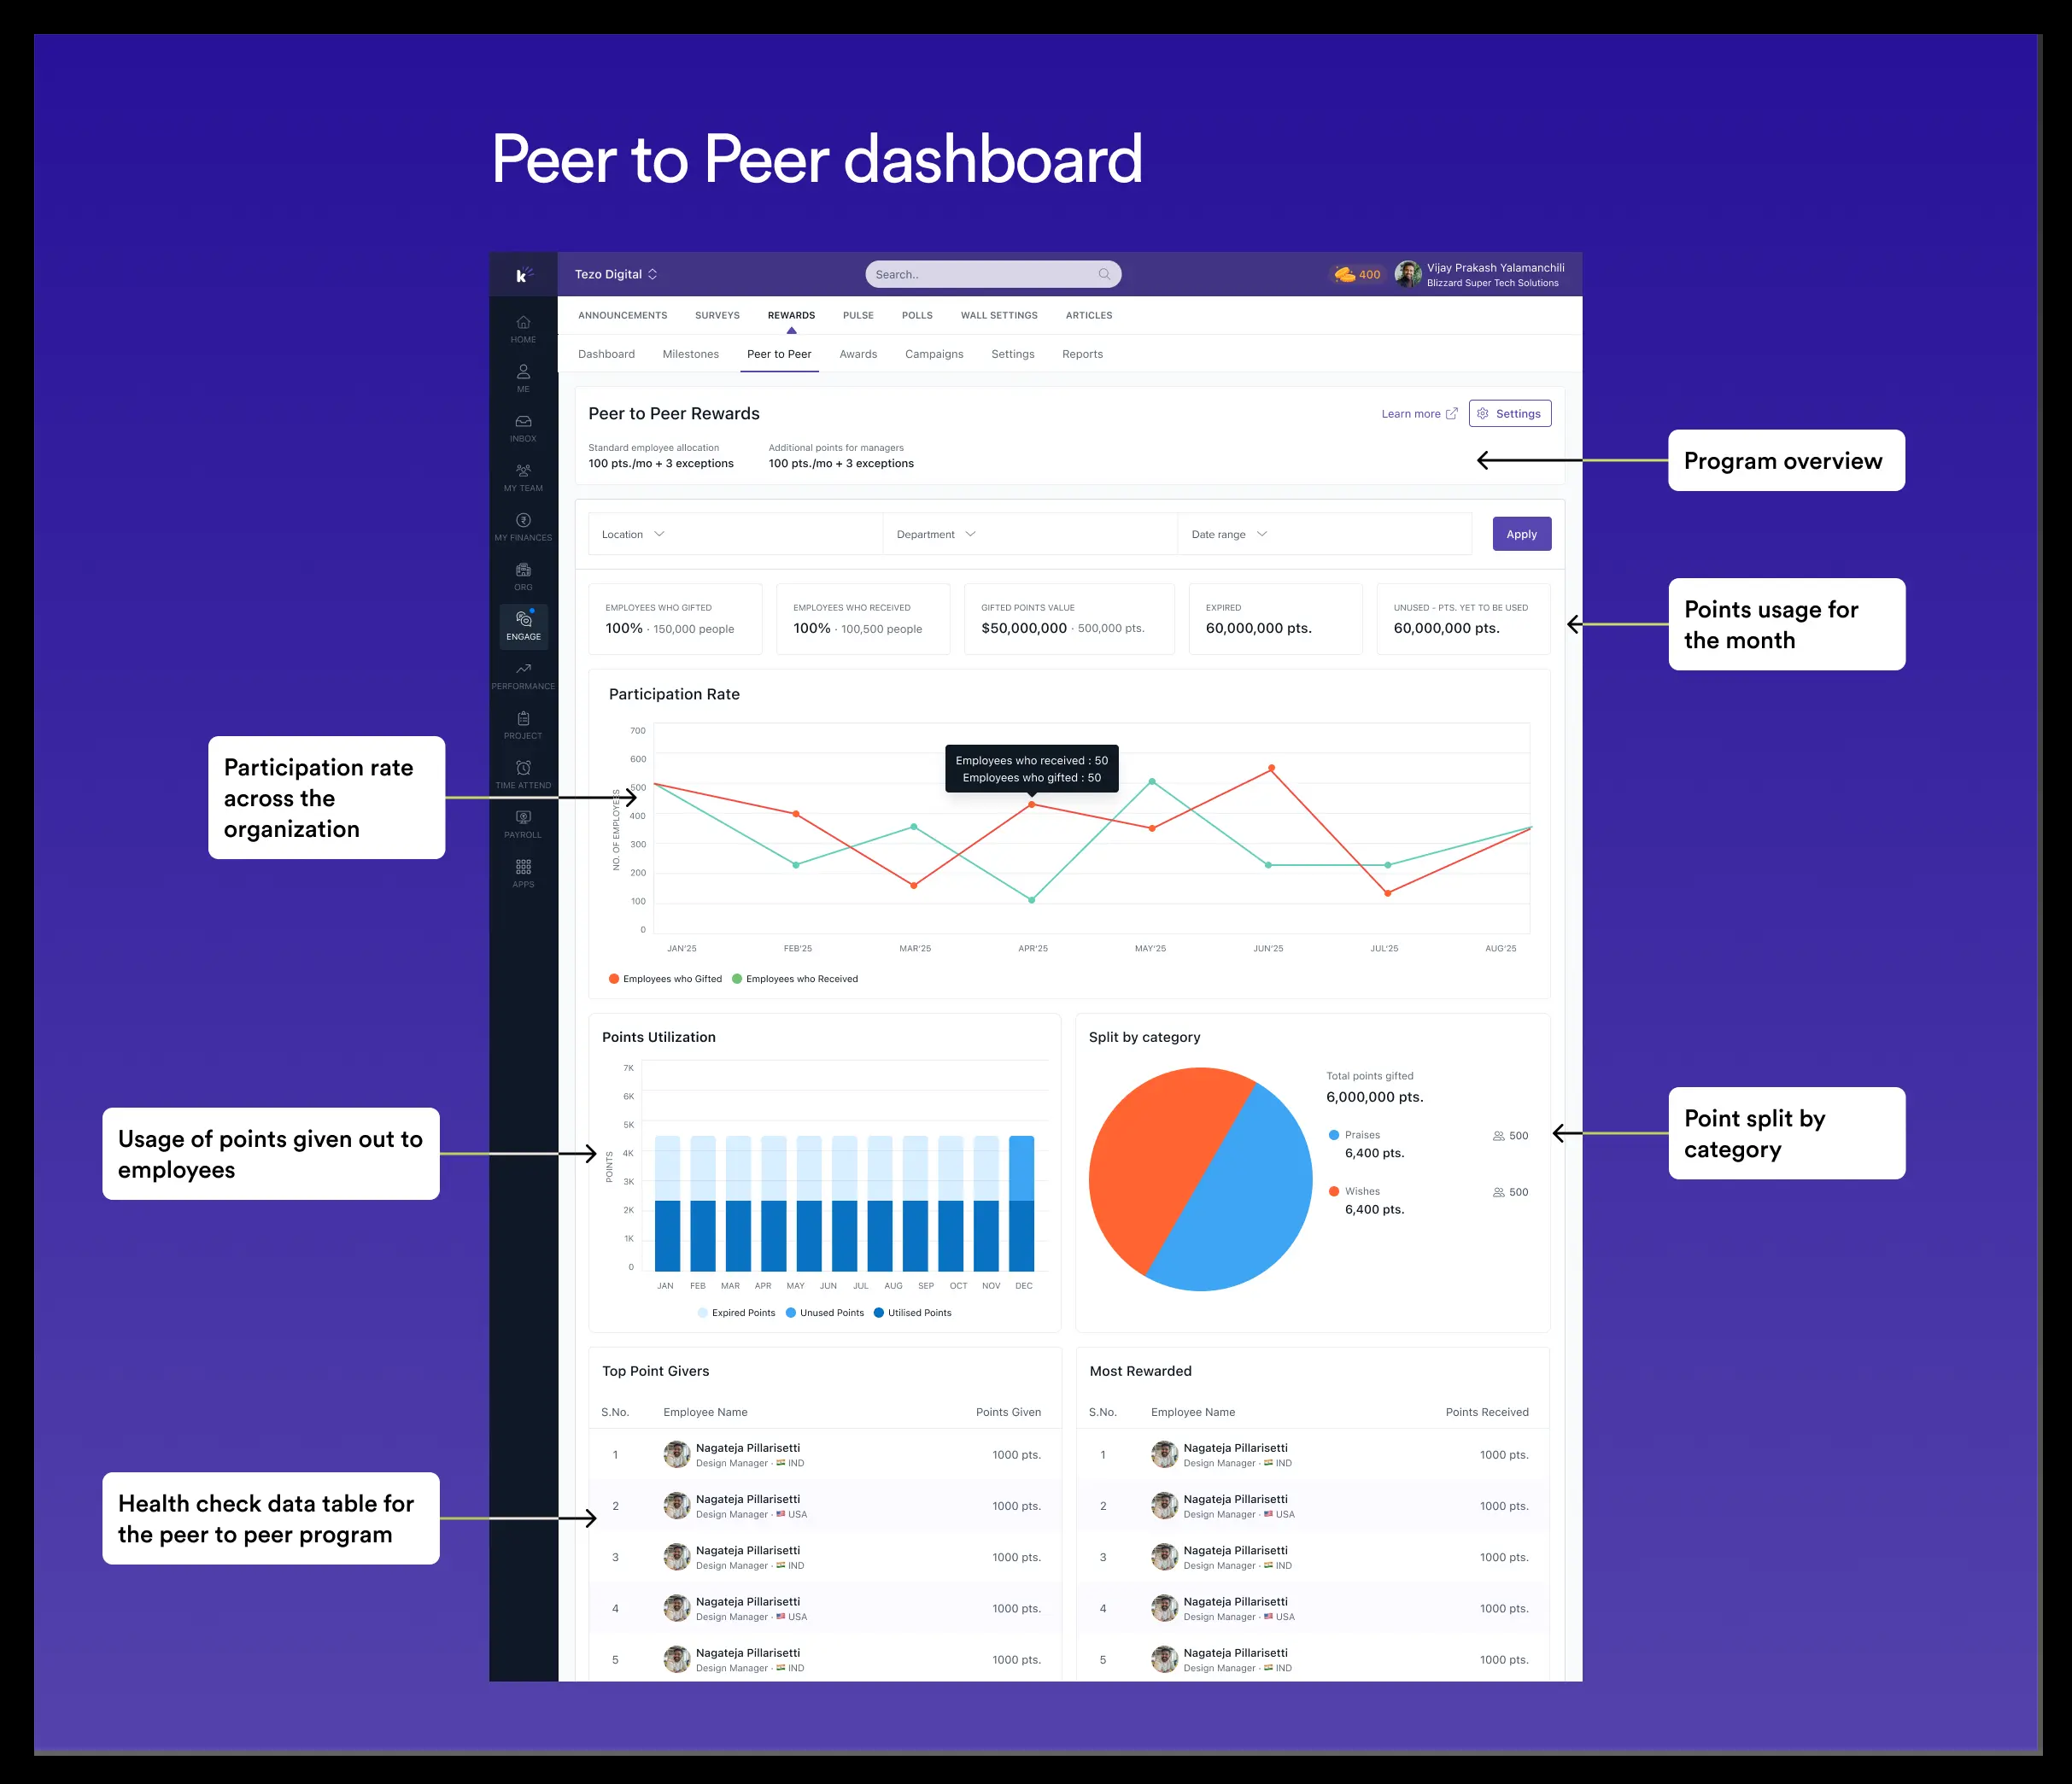 Peer to Peer dashboard
k
Tezo Digital
Search..
400
Vijay Prakash Yalamanchili
Blizzard Super Tech Solutions
HOME
ME
INBOX
MY TEAM
MY FINANCES
ORG
ENGAGE
PERFORMANCE
PROJECT
TIME ATTEND
PAYROLL
APPS
ANNOUNCEMENTS SURVEYS REWARDS PULSE POLLS WALL SETTINGS ARTICLES
Dashboard Milestones Peer to Peer Awards Campaigns Settings Reports
Peer to Peer Rewards
Learn more
Settings
Standard employee allocation
100 pts./mo + 3 exceptions
Additional points for managers
100 pts./mo + 3 exceptions
Program overview
Location
Department
Date range
Apply
EMPLOYEES WHO GIFTED
100% · 150,000 people
EMPLOYEES WHO RECEIVED
100% · 100,500 people
GIFTED POINTS VALUE
$50,000,000 · 500,000 pts.
EXPIRED
60,000,000 pts.
UNUSED - PTS. YET TO BE USED
60,000,000 pts.
Points usage for
the month
Participation Rate
700
600
500
400
300
200
100
0
NO. OF EMPLOYEES
Employees who received : 50
Employees who gifted : 50
JAN'25 FEB'25 MAR'25 APR'25 MAY'25 JUN'25 JUL'25 AUG'25
Employees who Gifted Employees who Received
Participation rate
across the
organization
Points Utilization
7K
6K
5K
4K
3K
2K
1K
0
POINTS
JAN FEB MAR APR MAY JUN JUL AUG SEP OCT NOV DEC
Expired Points Unused Points Utilised Points
Usage of points given out to
employees
Split by category
Total points gifted
6,000,000 pts.
Praises 500
6,400 pts.
Wishes 500
6,400 pts.
Point split by
category
Top Point Givers
S.No. Employee Name Points Given
1 Nagateja Pillarisetti 1000 pts.
Design Manager · IND
2 Nagateja Pillarisetti 1000 pts.
Design Manager · USA
3 Nagateja Pillarisetti 1000 pts.
Design Manager · IND
4 Nagateja Pillarisetti 1000 pts.
Design Manager · USA
5 Nagateja Pillarisetti 1000 pts.
Design Manager · IND
Most Rewarded
S.No. Employee Name Points Received
1 Nagateja Pillarisetti 1000 pts.
Design Manager · IND
2 Nagateja Pillarisetti 1000 pts.
Design Manager · USA
3 Nagateja Pillarisetti 1000 pts.
Design Manager · IND
4 Nagateja Pillarisetti 1000 pts.
Design Manager · USA
5 Nagateja Pillarisetti 1000 pts.
Design Manager · IND
Health check data table for
the peer to peer program